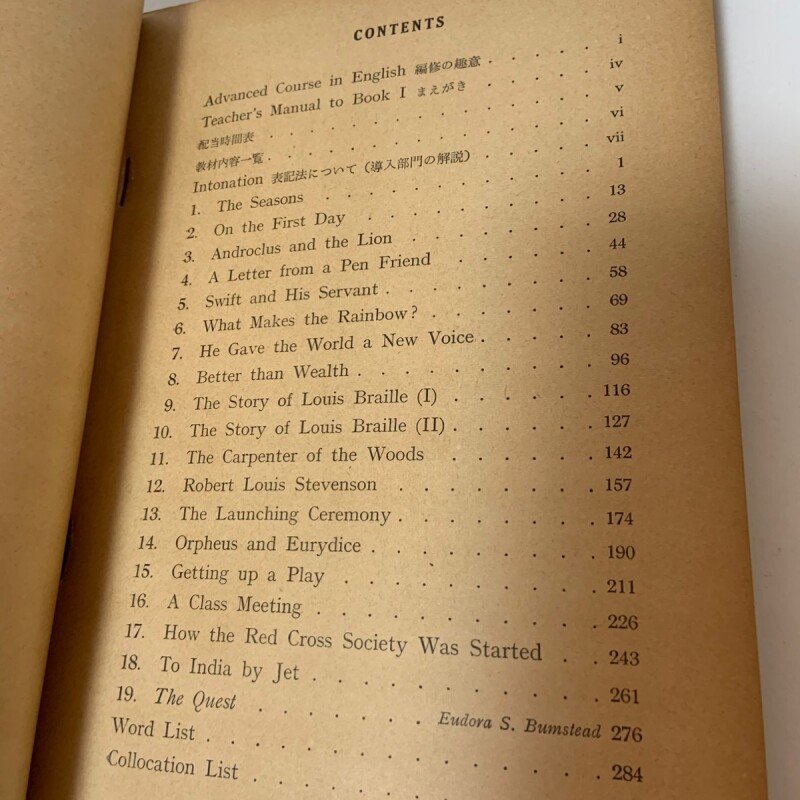 CONTENTS
Advanced Course in English 編修の趣意 . . . . . i
Teacher's Manual to Book I まえがき . . . . . iv
配当時間表 . . . . . v
教材内容一覧 . . . . . vi
Intonation 表記法について（導入部門の解説） . . . . . vii
1. The Seasons . . . . . 1
2. On the First Day . . . . . 13
3. Androclus and the Lion . . . . . 28
4. A Letter from a Pen Friend . . . . . 44
5. Swift and His Servant . . . . . 58
6. What Makes the Rainbow? . . . . . 69
7. He Gave the World a New Voice . . . . . 83
8. Better than Wealth . . . . . 96
9. The Story of Louis Braille (I) . . . . . 116
10. The Story of Louis Braille (II) . . . . . 127
11. The Carpenter of the Woods . . . . . 142
12. Robert Louis Stevenson . . . . . 157
13. The Launching Ceremony . . . . . 174
14. Orpheus and Eurydice . . . . . 190
15. Getting up a Play . . . . . 211
16. A Class Meeting . . . . . 226
17. How the Red Cross Society Was Started . . 243
18. To India by Jet . . . . . 261
19. The Quest . . . . . Eudora S. Bumstead 276
Word List . . . . . 284
Collocation List . . . . .